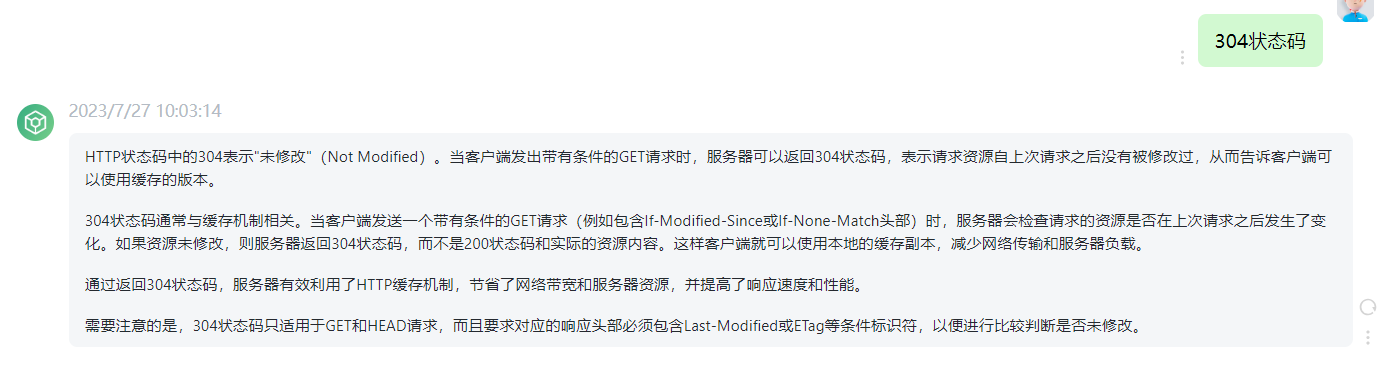 304状态码
2023/7/27 10:03:14
HTTP状态码中的304表示"未修改"（Not Modified）。当客户端发出带有条件的GET请求时，服务器可以返回304状态码，表示请求资源自上次请求之后没有被修改过，从而告诉客户端可
以使用缓存的版本。
304状态码通常与缓存机制相关。当客户端发送一个带有条件的GET请求（例如包含If-Modified-Since或If-None-Match头部）时，服务器会检查请求的资源是否在上次请求之后发生了变
化。如果资源未修改，则服务器返回304状态码，而不是200状态码和实际的资源内容。这样客户端就可以使用本地的缓存副本，减少网络传输和服务器负载。
通过返回304状态码，服务器有效利用了HTTP缓存机制，节省了网络带宽和服务器资源，并提高了响应速度和性能。
需要注意的是，304状态码只适用于GET和HEAD请求，而且要求对应的响应头部必须包含Last-Modified或ETag等条件标识符，以便进行比较判断是否未修改。